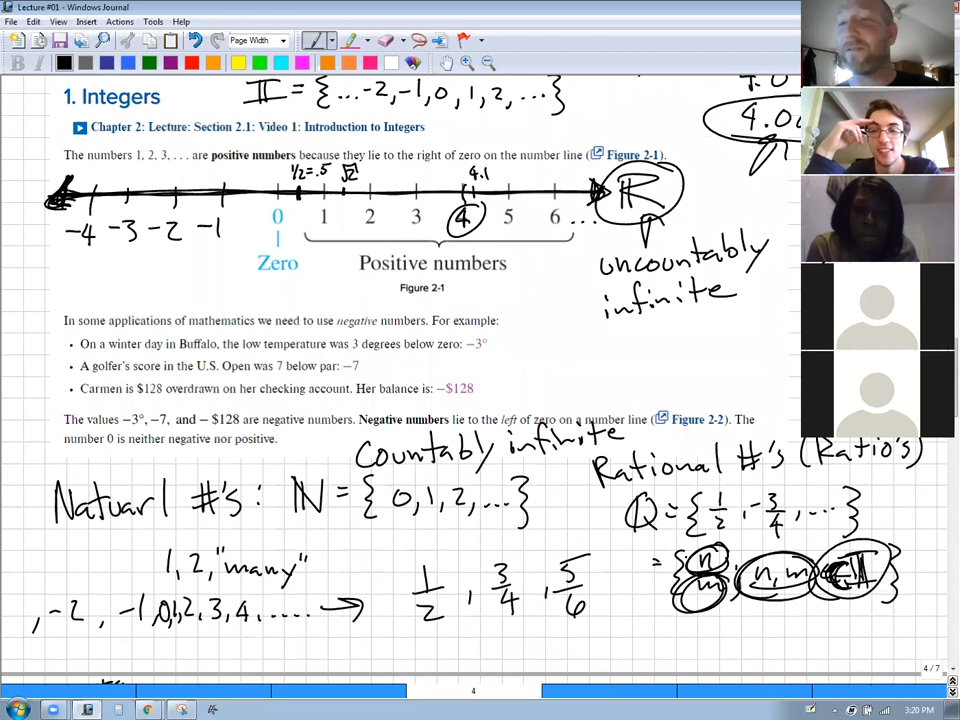 Lecture #01 - Windows Journal
File Edit View Insert Actions Tools Help
Page Width
B I
1. Integers
𝕀 = {...-2, -1, 0, 1, 2, ...}
Chapter 2: Lecture: Section 2.1: Video 1: Introduction to Integers
4.0
The numbers 1, 2, 3, . . . are positive numbers because they lie to the right of zero on the number line (Figure 2-1).
1/2=.5 √2 4.1
ℝ
-4 -3 -2 -1 0 1 2 3 4 5 6 ...
Zero Positive numbers
uncountably
infinite
Figure 2-1
In some applications of mathematics we need to use negative numbers. For example:
• On a winter day in Buffalo, the low temperature was 3 degrees below zero: −3°
• A golfer's score in the U.S. Open was 7 below par: −7
• Carmen is $128 overdrawn on her checking account. Her balance is: −$128
The values −3°, −7, and − $128 are negative numbers. Negative numbers lie to the left of zero on a number line (Figure 2-2). The
number 0 is neither negative nor positive.
Countably infinite
Rational #'s (Ratio's)
Natuarl #'s: ℕ = {0, 1, 2, ...}
ℚ = {1/2, -3/4, ...}
1, 2, "many"
= {n/m, n, m ∈ 𝕀}
1/2, 3/4, 5/6
, -2, -1, 0, 1, 2, 3, 4, ..... →
4 / 7
4
3:20 PM